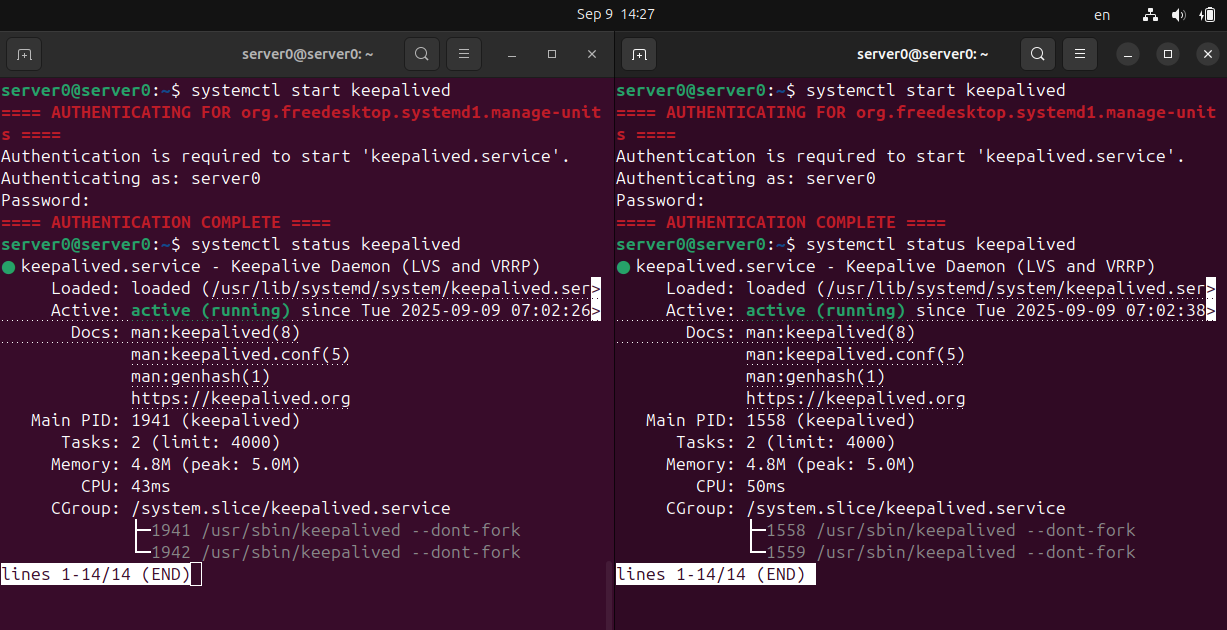 Sep 9 14:27
en
server0@server0: ~
server0@server0:~$ systemctl start keepalived
==== AUTHENTICATING FOR org.freedesktop.systemd1.manage-unit
s ====
Authentication is required to start 'keepalived.service'.
Authenticating as: server0
Password:
==== AUTHENTICATION COMPLETE ====
server0@server0:~$ systemctl status keepalived
● keepalived.service - Keepalive Daemon (LVS and VRRP)
Loaded: loaded (/usr/lib/systemd/system/keepalived.ser>
Active: active (running) since Tue 2025-09-09 07:02:26>
Docs: man:keepalived(8)
man:keepalived.conf(5)
man:genhash(1)
https://keepalived.org
Main PID: 1941 (keepalived)
Tasks: 2 (limit: 4000)
Memory: 4.8M (peak: 5.0M)
CPU: 43ms
CGroup: /system.slice/keepalived.service
├─1941 /usr/sbin/keepalived --dont-fork
└─1942 /usr/sbin/keepalived --dont-fork
lines 1-14/14 (END)
server0@server0: ~
server0@server0:~$ systemctl start keepalived
==== AUTHENTICATING FOR org.freedesktop.systemd1.manage-unit
s ====
Authentication is required to start 'keepalived.service'.
Authenticating as: server0
Password:
==== AUTHENTICATION COMPLETE ====
server0@server0:~$ systemctl status keepalived
● keepalived.service - Keepalive Daemon (LVS and VRRP)
Loaded: loaded (/usr/lib/systemd/system/keepalived.ser>
Active: active (running) since Tue 2025-09-09 07:02:38>
Docs: man:keepalived(8)
man:keepalived.conf(5)
man:genhash(1)
https://keepalived.org
Main PID: 1558 (keepalived)
Tasks: 2 (limit: 4000)
Memory: 4.8M (peak: 5.0M)
CPU: 50ms
CGroup: /system.slice/keepalived.service
├─1558 /usr/sbin/keepalived --dont-fork
└─1559 /usr/sbin/keepalived --dont-fork
lines 1-14/14 (END)